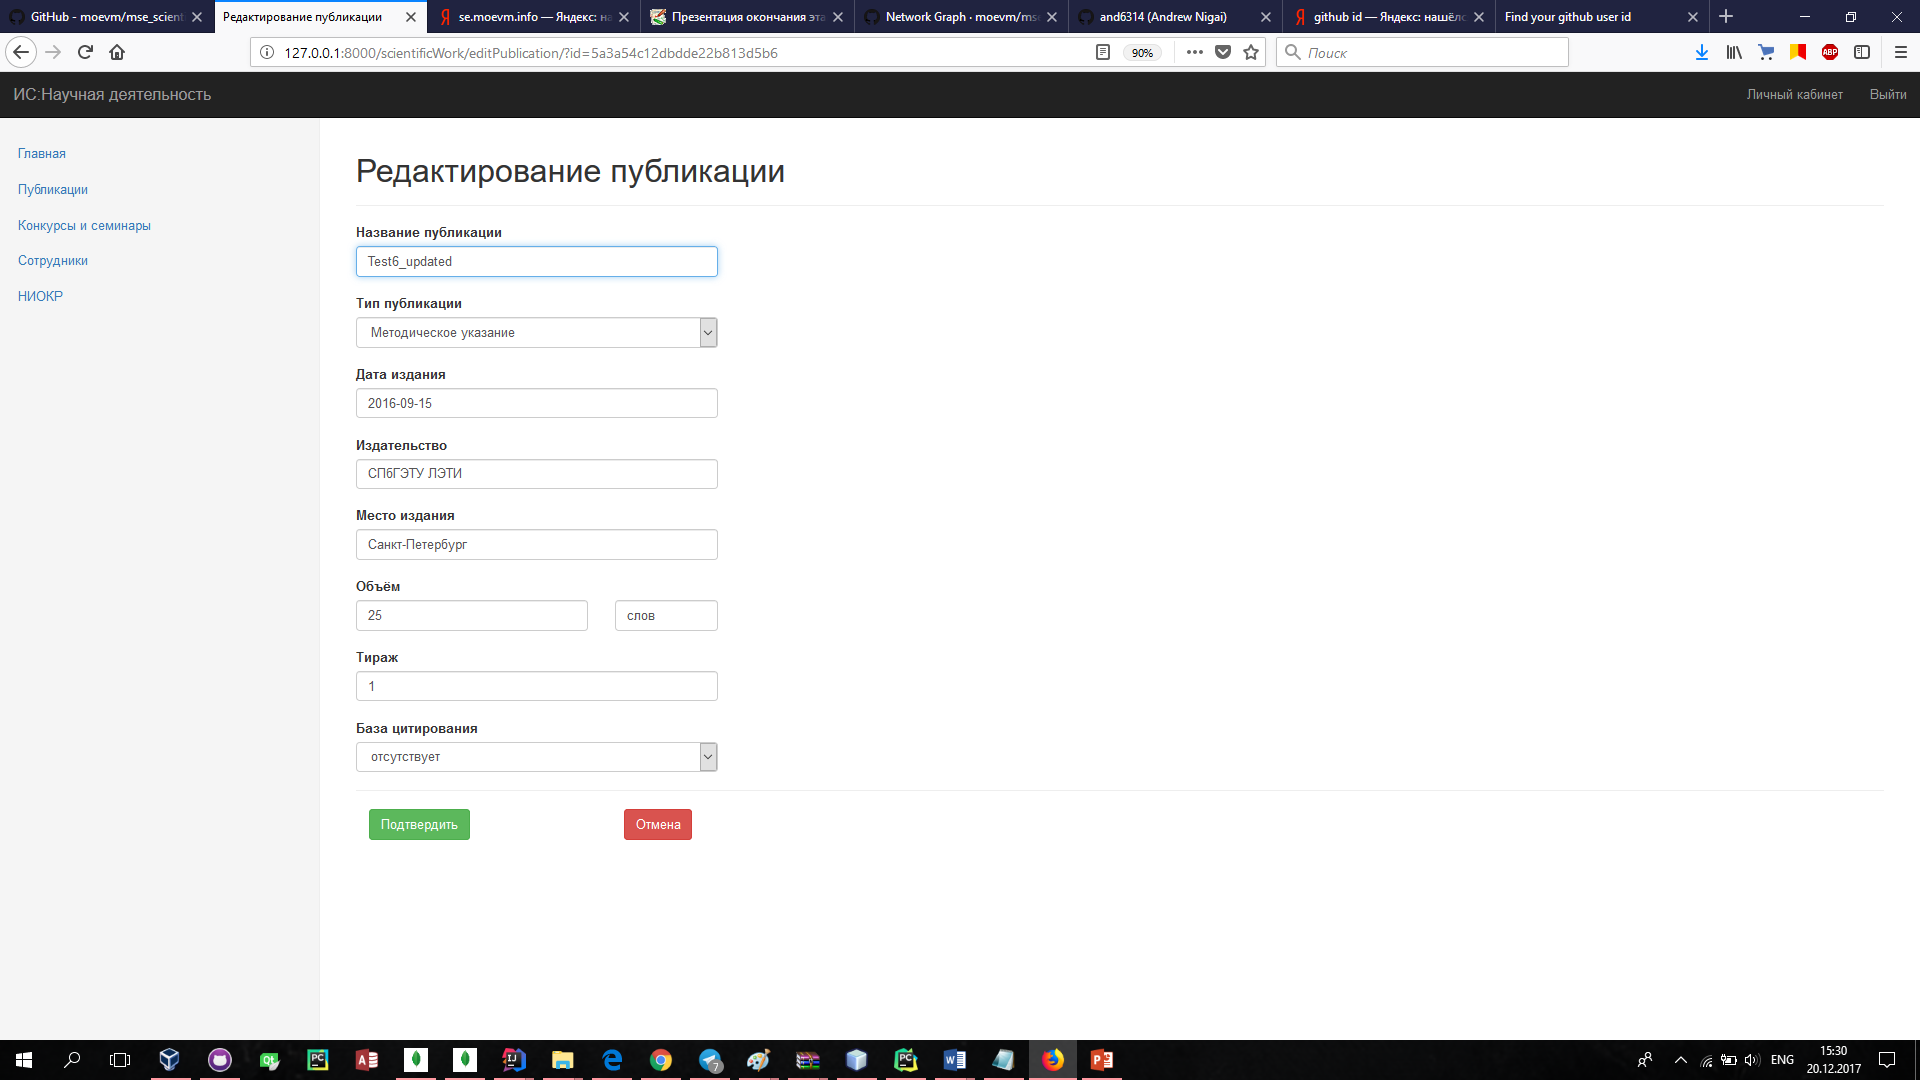 GitHub - moevm/mse_scient
Редактирование публикации
se.moevm.info — Яндекс: на
Презентация окончания эта
Network Graph · moevm/mse
and6314 (Andrew Nigai)
github id — Яндекс: нашёлс
Find your github user id
127.0.0.1:8000/scientificWork/editPublication/?id=5a3a54c12dbdde22b813d5b6
90%
Поиск
ABP
ИС:Научная деятельность
Личный кабинет
Выйти
Главная
Публикации
Конкурсы и семинары
Сотрудники
НИОКР
Редактирование публикации
Название публикации
Test6_updated
Тип публикации
Методическое указание
Дата издания
2016-09-15
Издательство
СПбГЭТУ ЛЭТИ
Место издания
Санкт-Петербург
Объём
25
слов
Тираж
1
База цитирования
отсутствует
Подтвердить
Отмена
7
ENG
15:30
20.12.2017